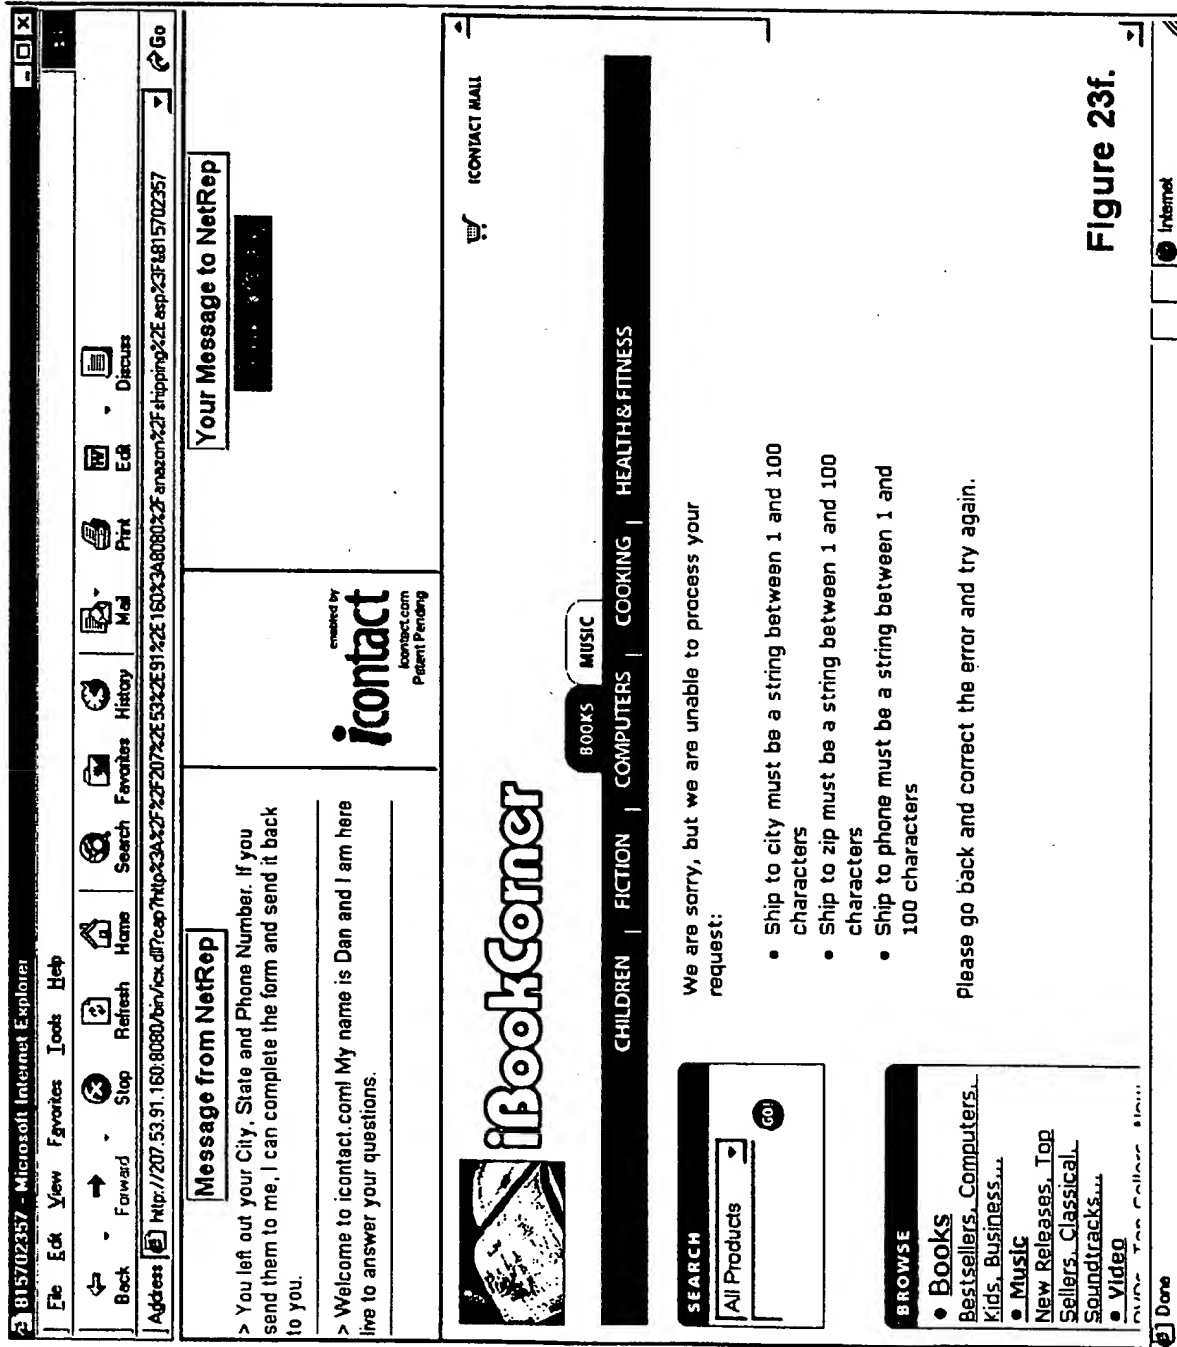 815702357 - Microsoft Internet Explorer
File Edit View Favorites Tools Help
Back Forward Stop Refresh Home Search Favorites History Mail Print Edit Discuss
Address http://207.53.91.160:8080/bin/icx.dll?cap?http%3A%2F%2F207%2E53%2E91%2E160%3A8080%2Famazon%2Fshipping%2Easp%3F&815702357 Go
Message from NetRep
> You left out your City, State and Phone Number. If you
send them to me, I can complete the form and send it back
to you.
> Welcome to icontact.com! My name is Dan and I am here
live to answer your questions.
enabled by
icontact
icontact.com
Patent Pending
Your Message to NetRep
iBookCorner
ICONTACT MALL
BOOKS MUSIC
CHILDREN | FICTION | COMPUTERS | COOKING | HEALTH & FITNESS
SEARCH
All Products
GO!
BROWSE
• Books
Bestsellers, Computers,
Kids, Business...
• Music
New Releases, Top
Sellers, Classical,
Soundtracks...
• Video
We are sorry, but we are unable to process your
request:
• Ship to city must be a string between 1 and 100
characters
• Ship to zip must be a string between 1 and 100
characters
• Ship to phone must be a string between 1 and
100 characters
Please go back and correct the error and try again.
Figure 23f.
Done
Internet